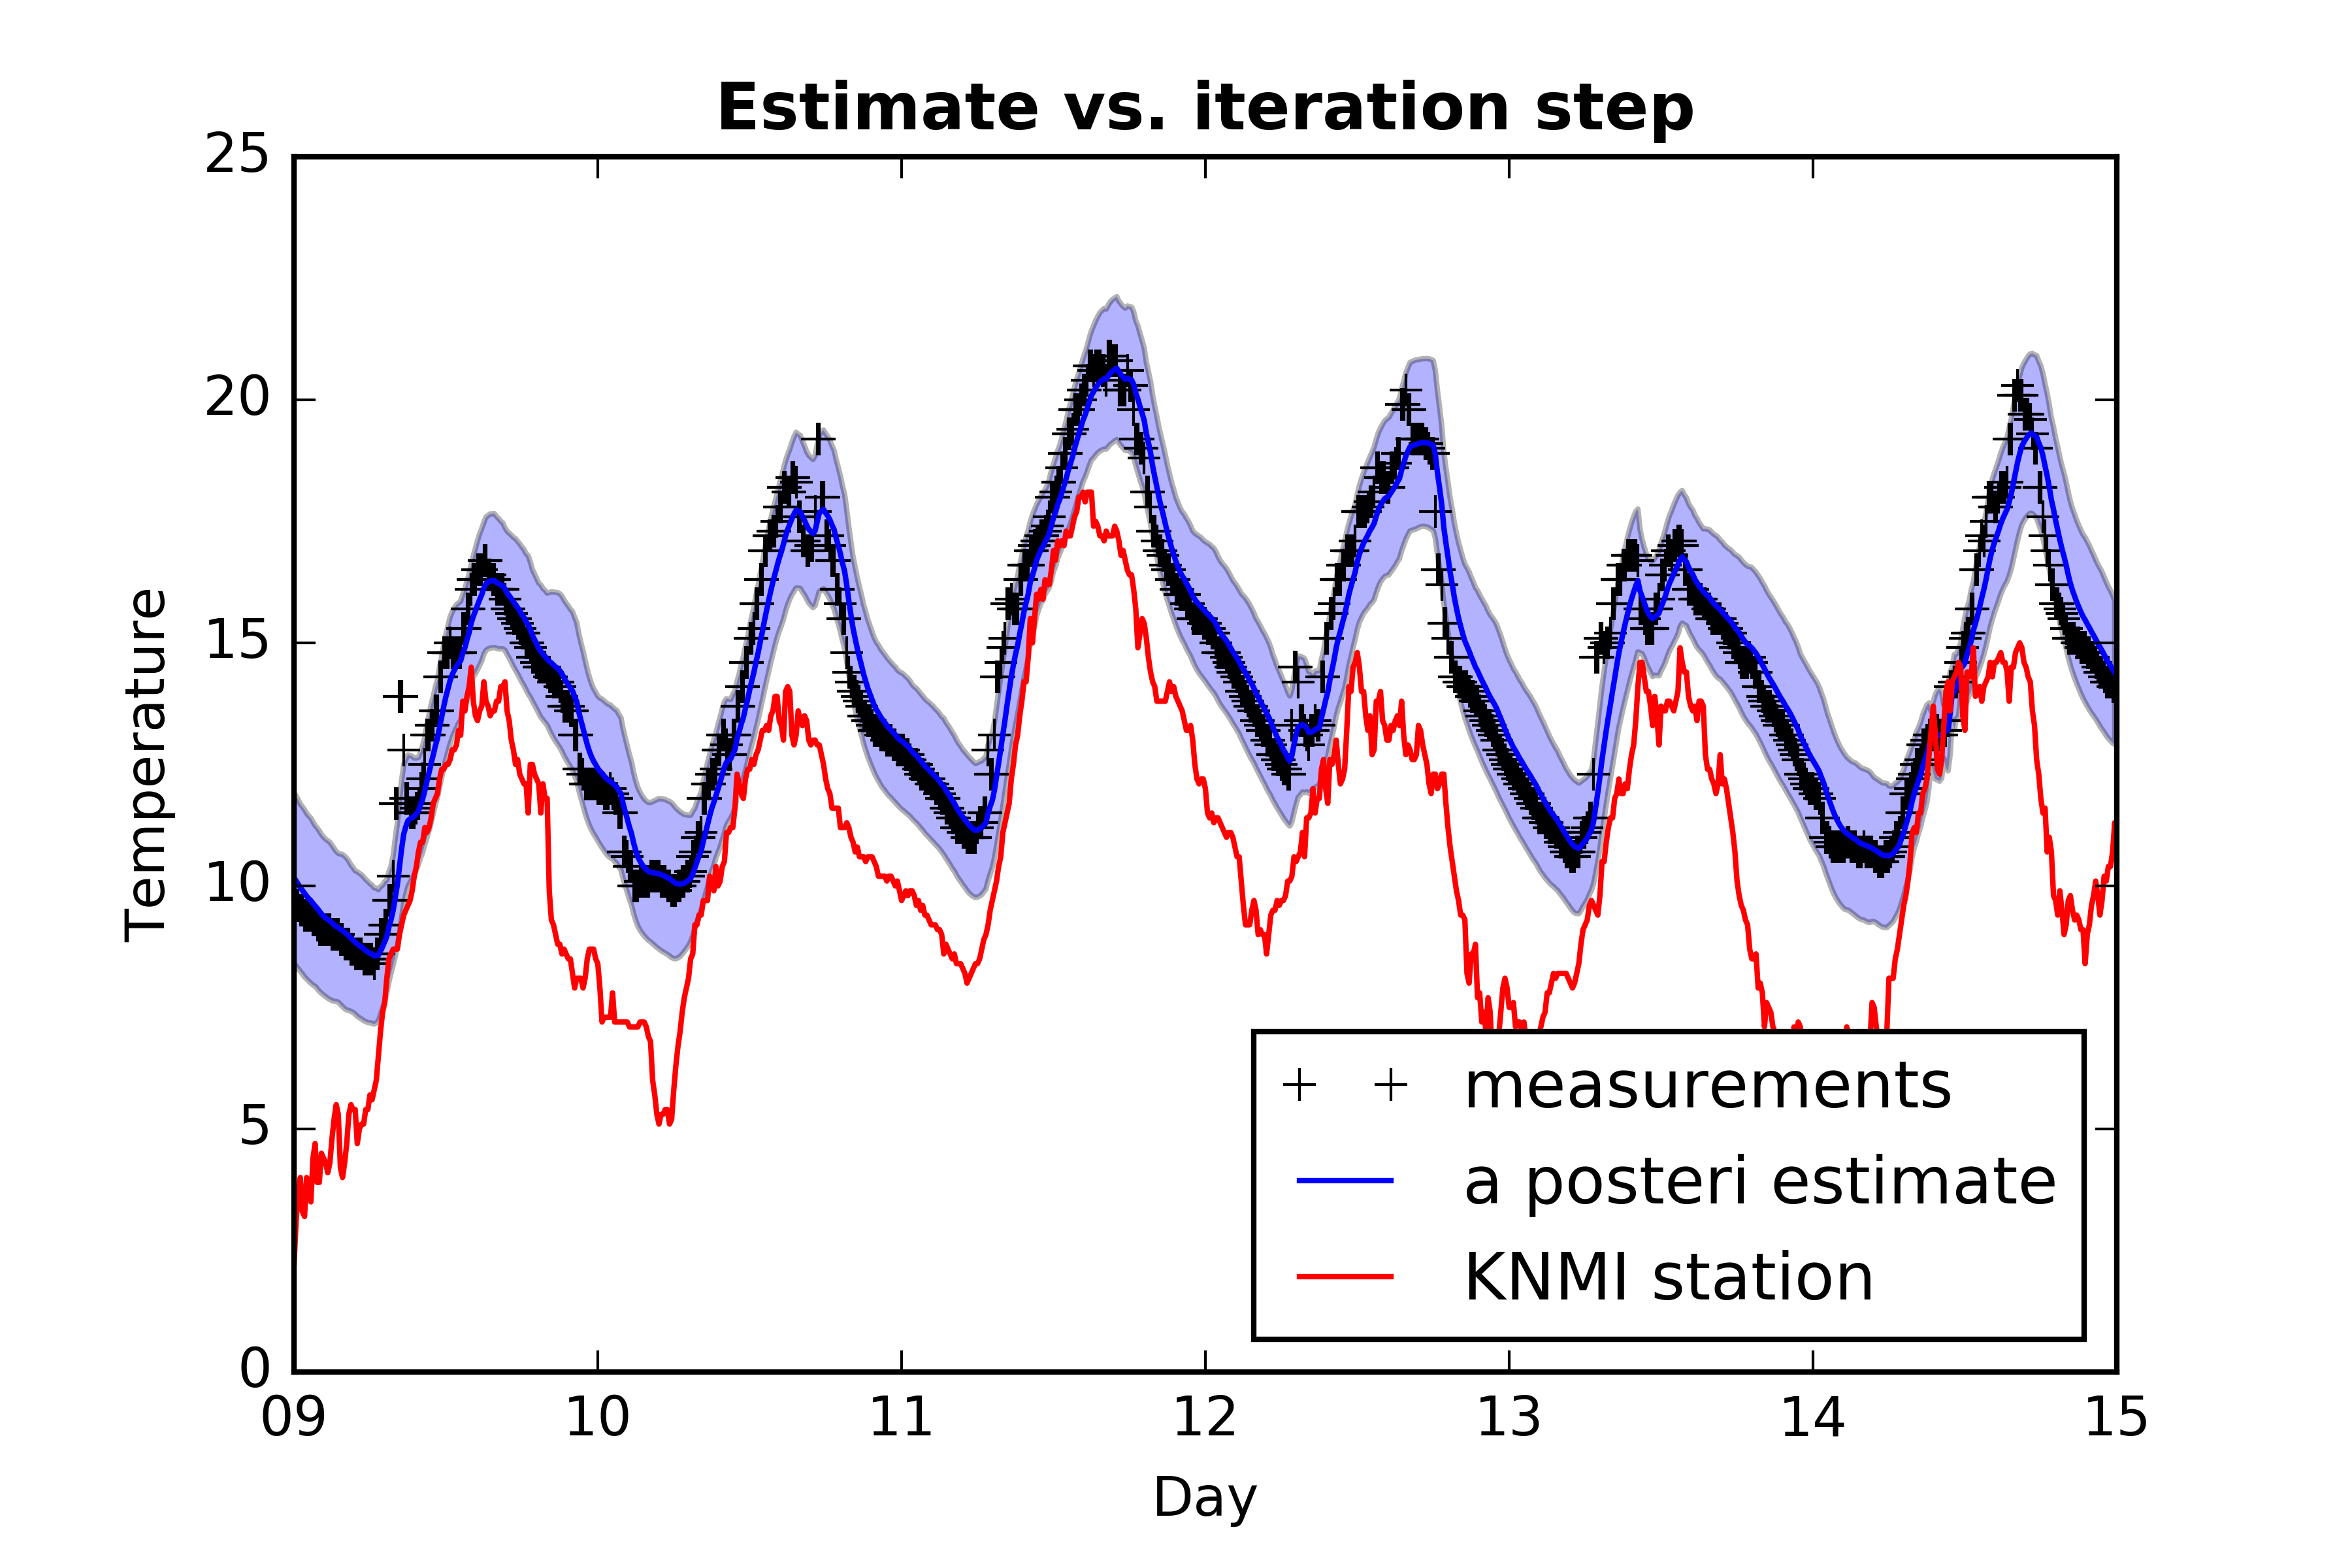 Estimate vs. iteration step
25
20
15
10
5
0
Temperature
09 10 11 12 13 14 15
Day
measurements
a posteri estimate
KNMI station